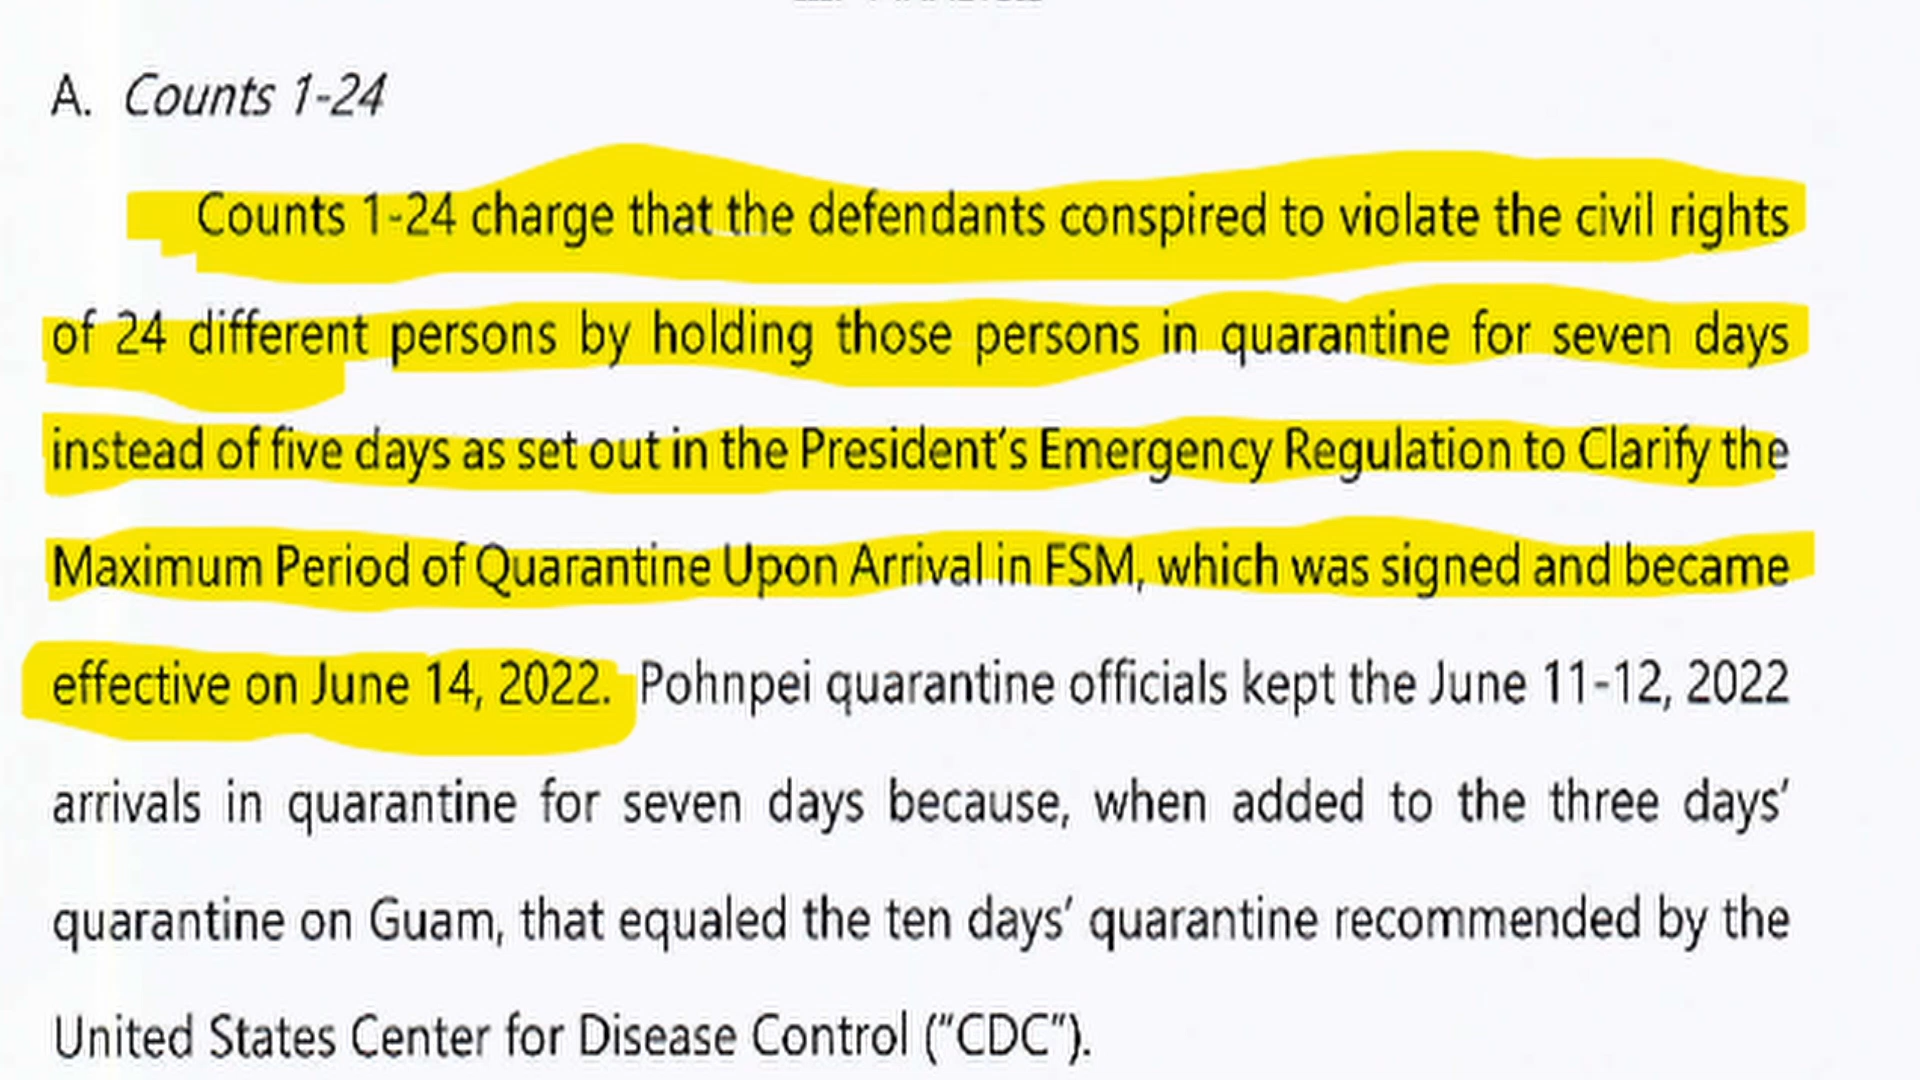 A. Counts 1-24
Counts 1-24 charge that the defendants conspired to violate the civil rights
of 24 different persons by holding those persons in quarantine for seven days
instead of five days as set out in the President’s Emergency Regulation to Clarify the
Maximum Period of Quarantine Upon Arrival in FSM, which was signed and became
effective on June 14, 2022. Pohnpei quarantine officials kept the June 11-12, 2022
arrivals in quarantine for seven days because, when added to the three days’
quarantine on Guam, that equaled the ten days’ quarantine recommended by the
United States Center for Disease Control (“CDC”).